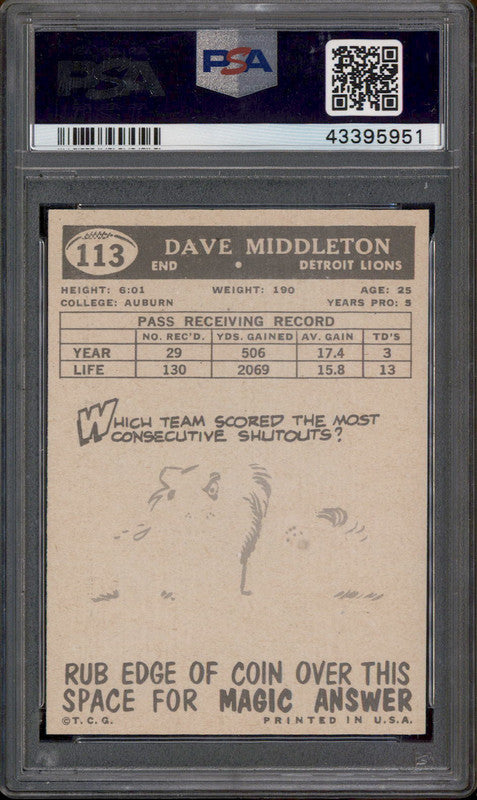 PSA
PSA
43395951
113
DAVE MIDDLETON
END • DETROIT LIONS
HEIGHT: 6:01 WEIGHT: 190 AGE: 25
COLLEGE: AUBURN YEARS PRO: 5
PASS RECEIVING RECORD
NO. REC'D. YDS. GAINED AV. GAIN TD'S
YEAR 29 506 17.4 3
LIFE 130 2069 15.8 13
WHICH TEAM SCORED THE MOST
CONSECUTIVE SHUTOUTS?
RUB EDGE OF COIN OVER THIS
SPACE FOR MAGIC ANSWER
©T.C.G. PRINTED IN U.S.A.